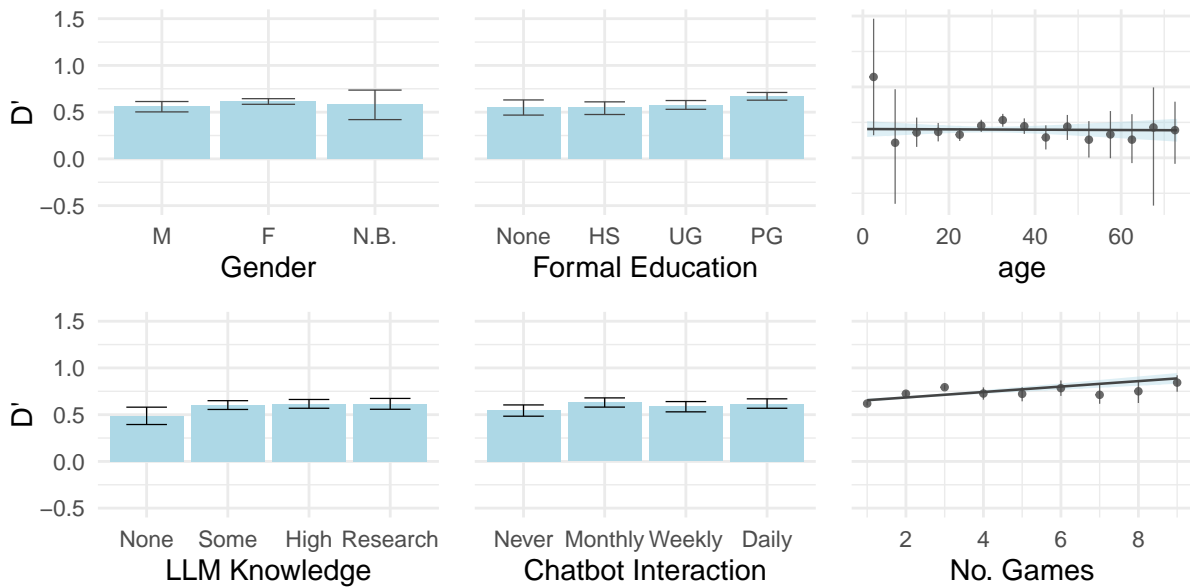 D'
1.5
1.0
0.5
0.0
−0.5
M F N.B.
Gender
None HS UG PG
Formal Education
0 20 40 60
age
D'
1.5
1.0
0.5
0.0
−0.5
None Some High Research
LLM Knowledge
Never Monthly Weekly Daily
Chatbot Interaction
2 4 6 8
No. Games